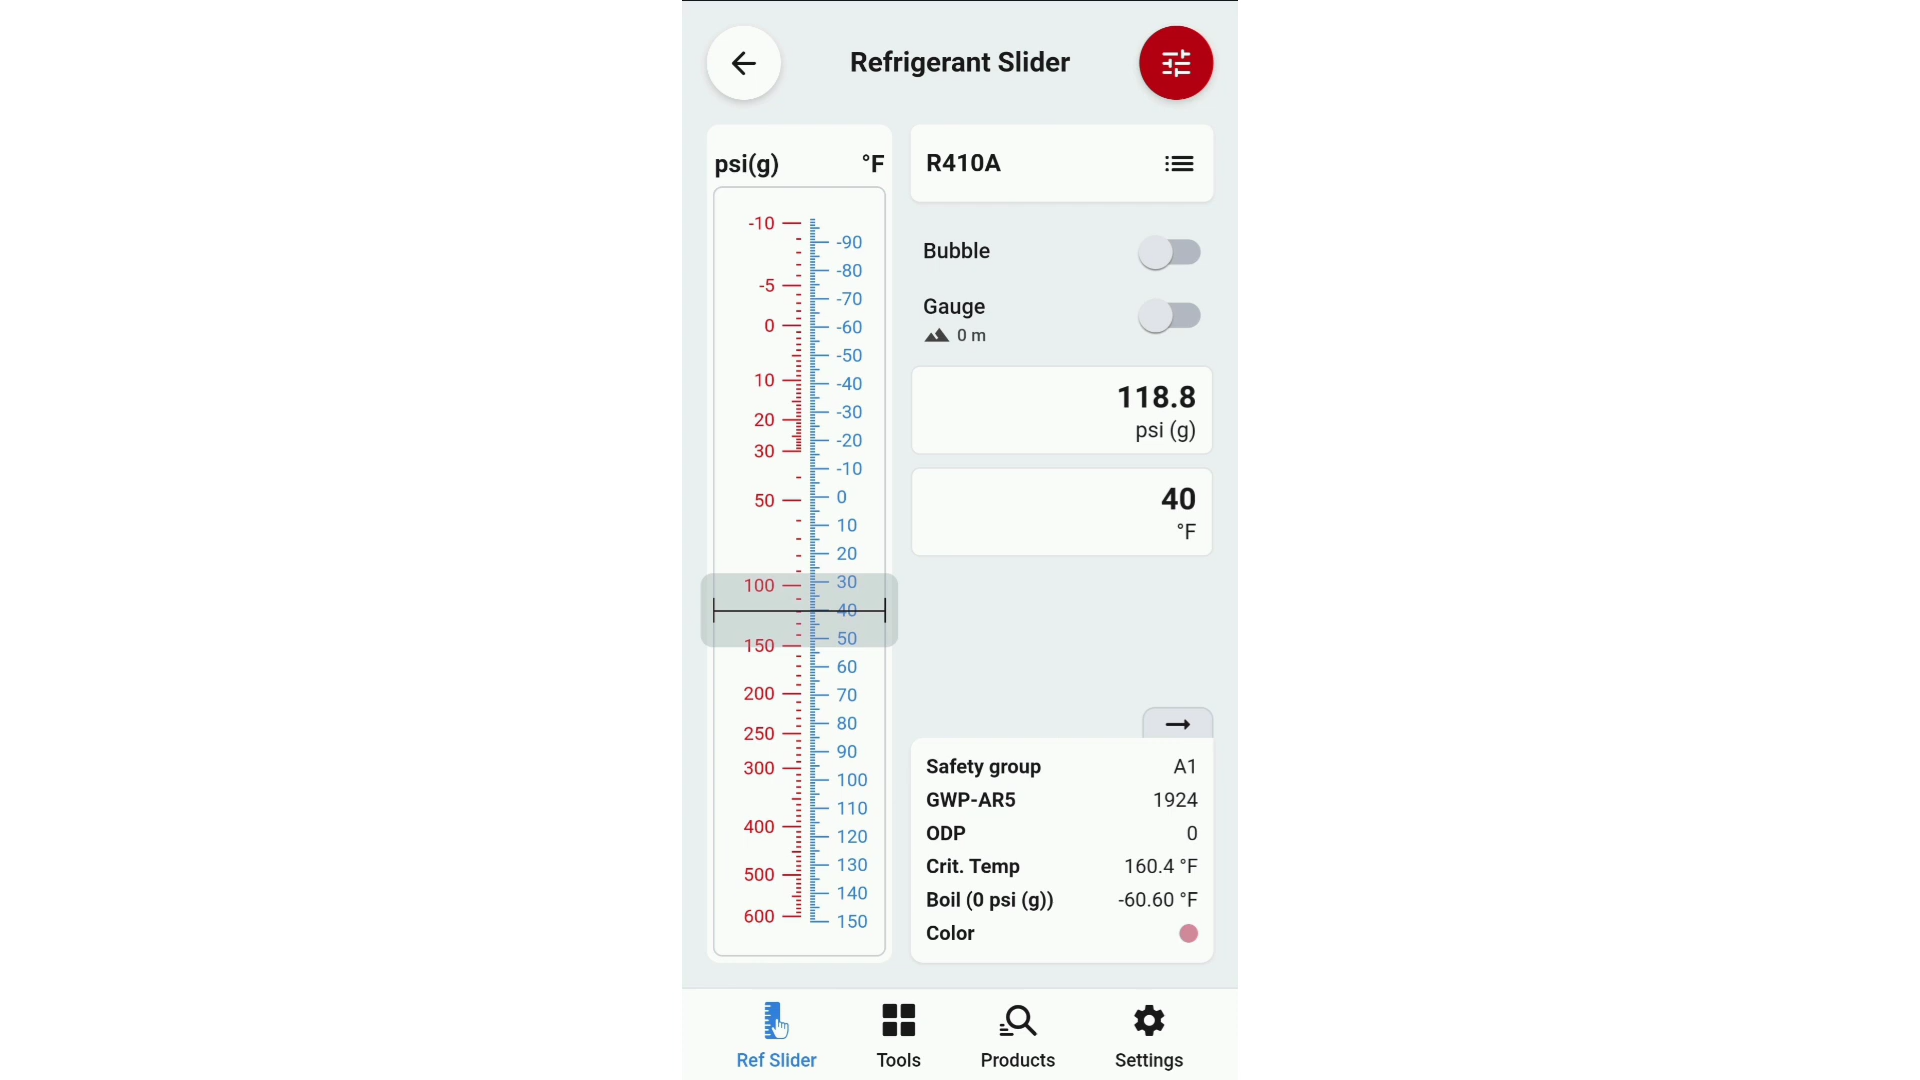 Refrigerant Slider
psi(g) °F
-10
-5
0
10
20
30
50
100
150
200
250
300
400
500
600
-90
-80
-70
-60
-50
-40
-30
-20
-10
0
10
20
30
40
50
60
70
80
90
100
110
120
130
140
150
R410A
Bubble
Gauge
0 m
118.8
psi (g)
40
°F
Safety group A1
GWP-AR5 1924
ODP 0
Crit. Temp 160.4 °F
Boil (0 psi (g)) -60.60 °F
Color
Ref Slider Tools Products Settings